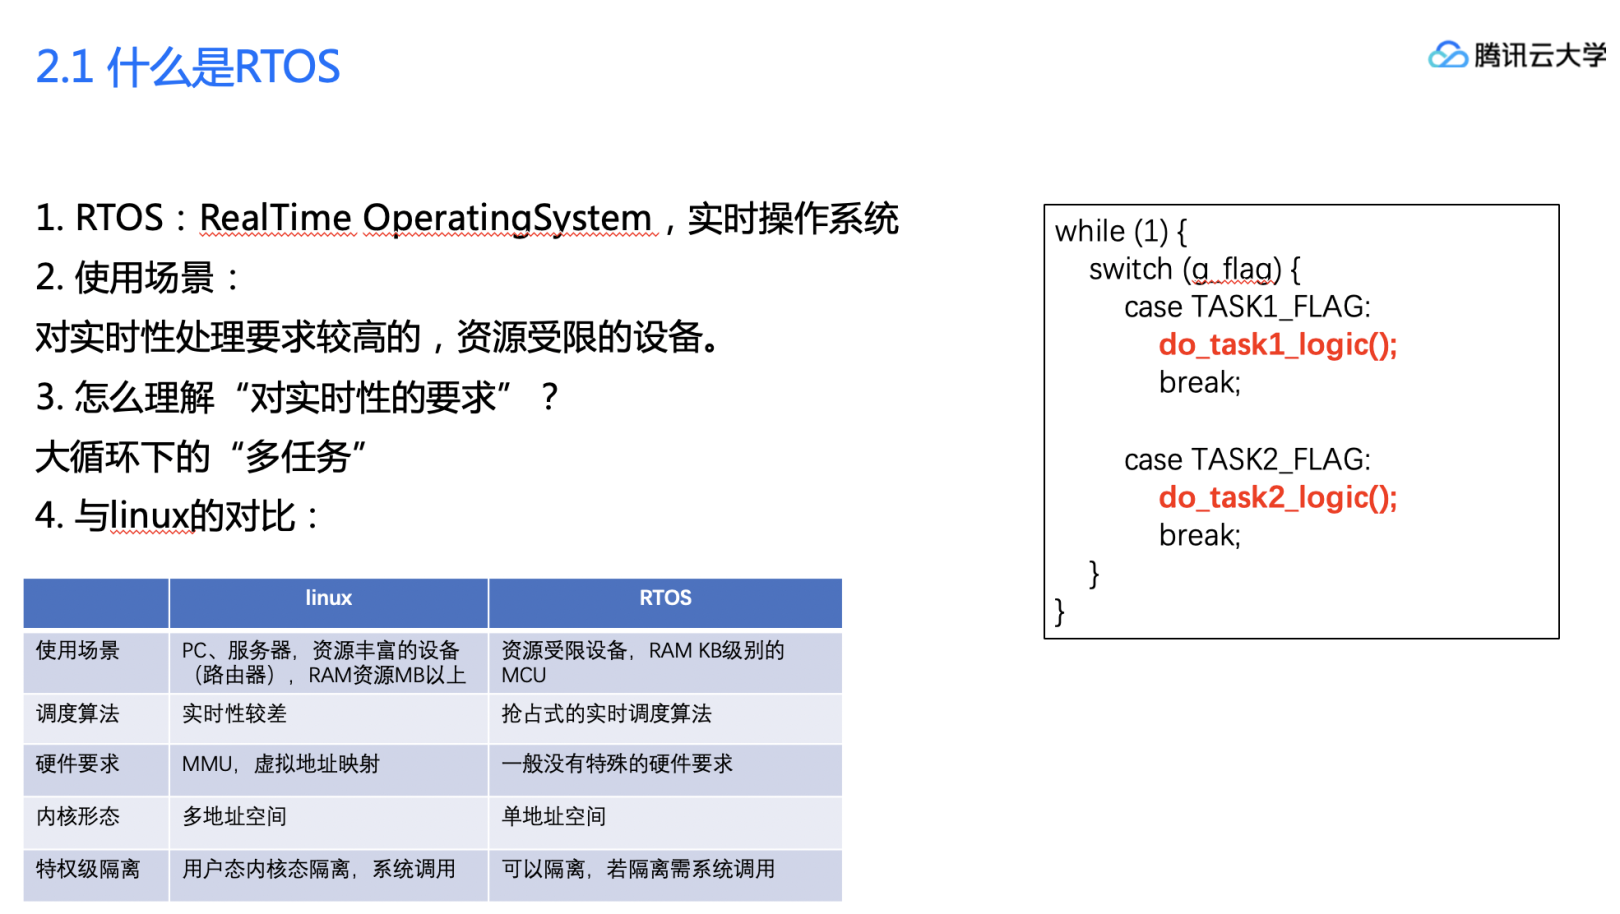 2.1 什么是RTOS
腾讯云大学
1. RTOS：RealTime OperatingSystem，实时操作系统
2. 使用场景：
对实时性处理要求较高的，资源受限的设备。
3. 怎么理解“对实时性的要求”？
大循环下的“多任务”
4. 与linux的对比：
while (1) {
switch (g_flag) {
case TASK1_FLAG:
do_task1_logic();
break;
case TASK2_FLAG:
do_task2_logic();
break;
}
}
linux RTOS
使用场景 PC、服务器，资源丰富的设备 资源受限设备，RAM KB级别的
（路由器），RAM资源MB以上 MCU
调度算法 实时性较差 抢占式的实时调度算法
硬件要求 MMU，虚拟地址映射 一般没有特殊的硬件要求
内核形态 多地址空间 单地址空间
特权级隔离 用户态内核态隔离，系统调用 可以隔离，若隔离需系统调用